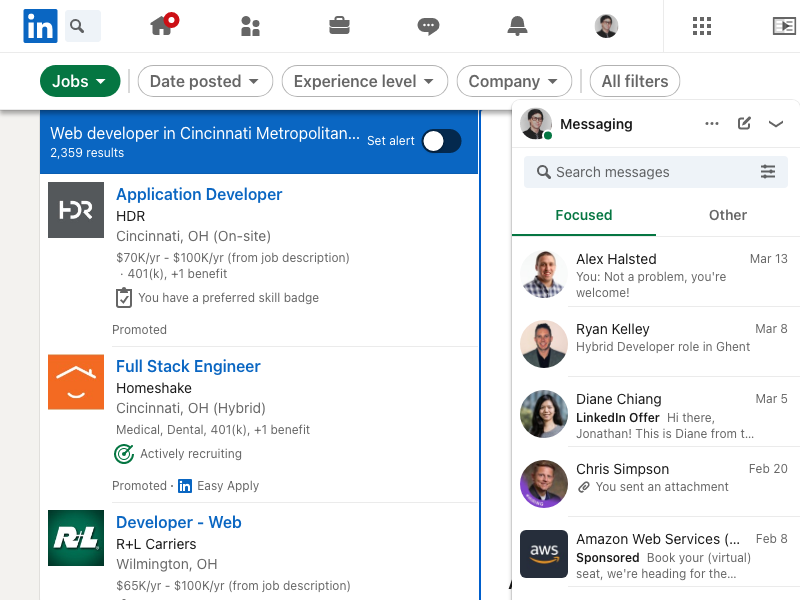 in
Jobs
Date posted
Experience level
Company
All filters
Web developer in Cincinnati Metropolitan...
2,359 results
Set alert
HDR
Application Developer
HDR
Cincinnati, OH (On-site)
$70K/yr - $100K/yr (from job description)
· 401(k), +1 benefit
You have a preferred skill badge
Promoted
Full Stack Engineer
Homeshake
Cincinnati, OH (Hybrid)
Medical, Dental, 401(k), +1 benefit
Actively recruiting
Promoted · in Easy Apply
R+L
Developer - Web
R+L Carriers
Wilmington, OH
$65K/yr - $100K/yr (from job description)
Messaging
Search messages
Focused
Other
Alex Halsted
Mar 13
You: Not a problem, you're
welcome!
Ryan Kelley
Mar 8
Hybrid Developer role in Ghent
Diane Chiang
Mar 5
LinkedIn Offer Hi there,
Jonathan! This is Diane from t...
Chris Simpson
Feb 20
You sent an attachment
aws
Amazon Web Services (...
Feb 8
Sponsored Book your (virtual)
seat, we're heading for the...